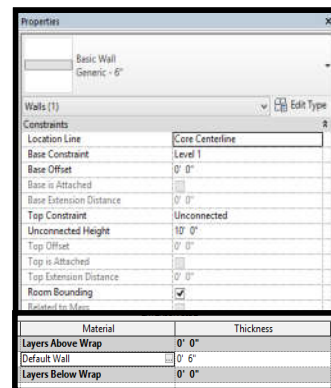 Properties
Basic Wall
Generic - 6"
Walls (1) Edit Type
Constraints
Location Line Core Centerline
Base Constraint Level 1
Base Offset 0' 0"
Base is Attached
Base Extension Distance 0' 0"
Top Constraint Unconnected
Unconnected Height 10' 0"
Top Offset 0' 0"
Top is Attached
Top Extension Distance 0' 0"
Room Bounding
Related to Mass
Material Thickness
Layers Above Wrap 0' 0"
Default Wall 0' 6"
Layers Below Wrap 0' 0"